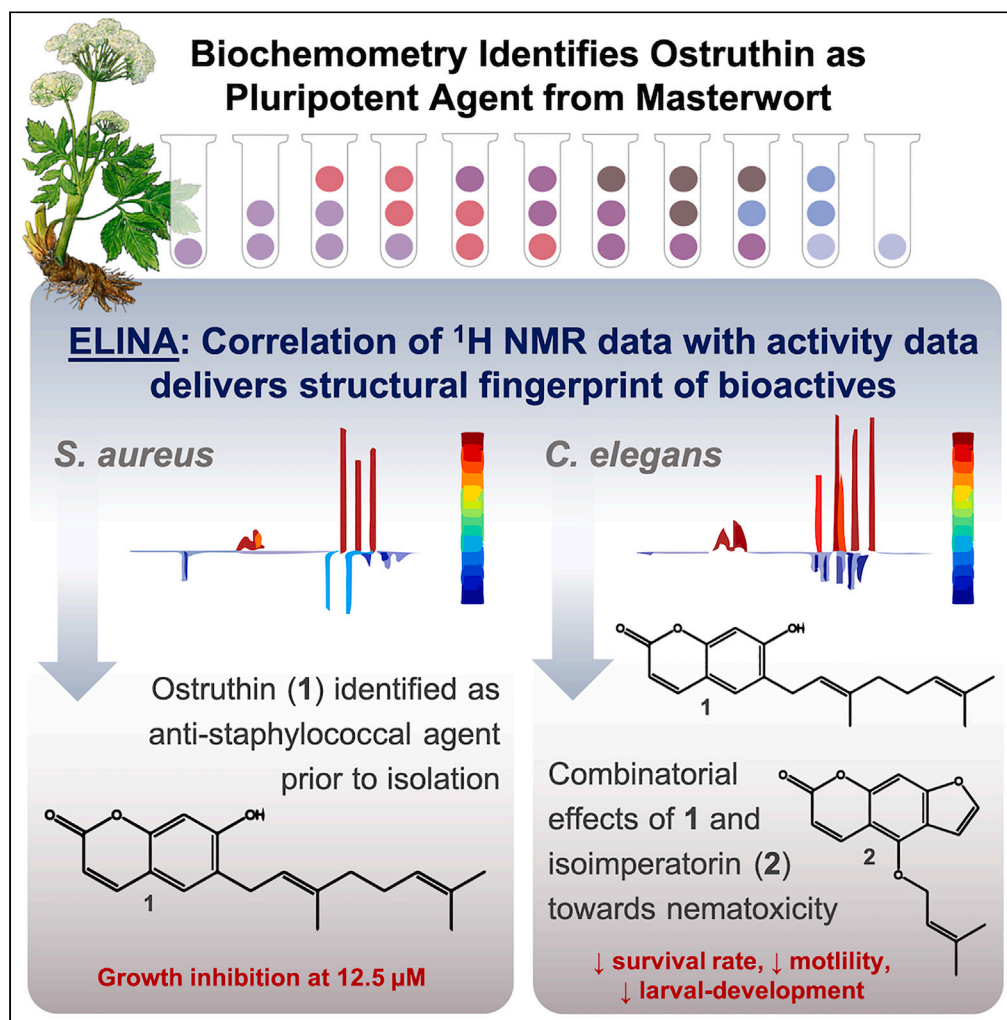 Biochemometry Identifies Ostruthin as
Pluripotent Agent from Masterwort
ELINA: Correlation of ¹H NMR data with activity data
delivers structural fingerprint of bioactives
S. aureus
C. elegans
Ostruthin (1) identified as
anti-staphylococcal agent
prior to isolation
O O OH
1
Growth inhibition at 12.5 µM
O O OH
1
Combinatorial
effects of 1 and
isoimperatorin (2)
towards nematoxicity
O O O
2
O
↓ survival rate, ↓ motlility,
↓ larval-development